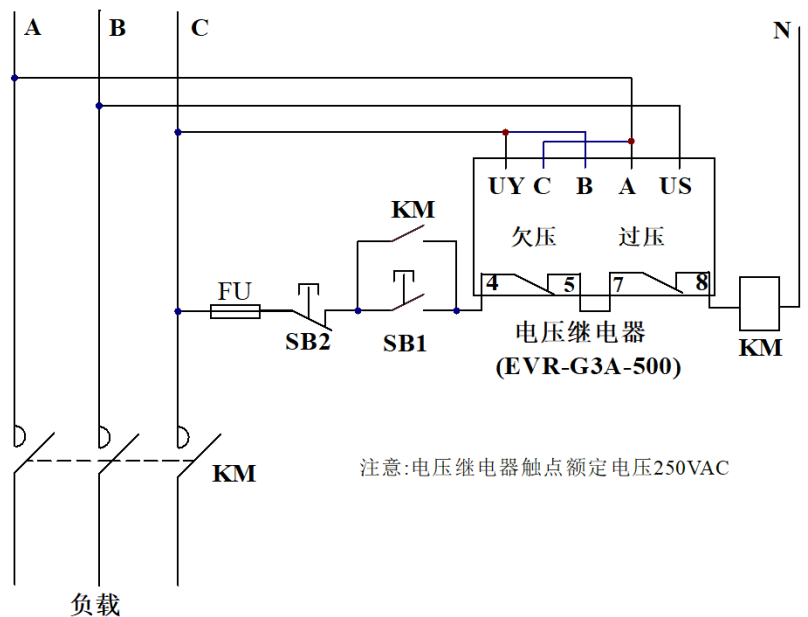 A B C N
UY C B A US
欠压 过压
KM
4 5 7 8
FU
SB2 SB1
电压继电器
(EVR-G3A-500)
KM
KM
注意:电压继电器触点额定电压250VAC
负载